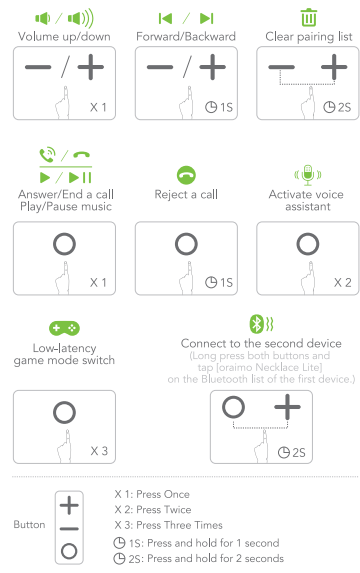 Volume up/down
Forward/Backward
Clear pairing list
X 1
1S
2S
Answer/End a call
Play/Pause music
Reject a call
Activate voice
assistant
X 1
1S
X 2
Low-latency
game mode switch
Connect to the second device
(Long press both buttons and
tap [oraimo Necklace Lite]
on the Bluetooth list of the first device.)
X 3
2S
Button
X 1: Press Once
X 2: Press Twice
X 3: Press Three Times
1S: Press and hold for 1 second
2S: Press and hold for 2 seconds